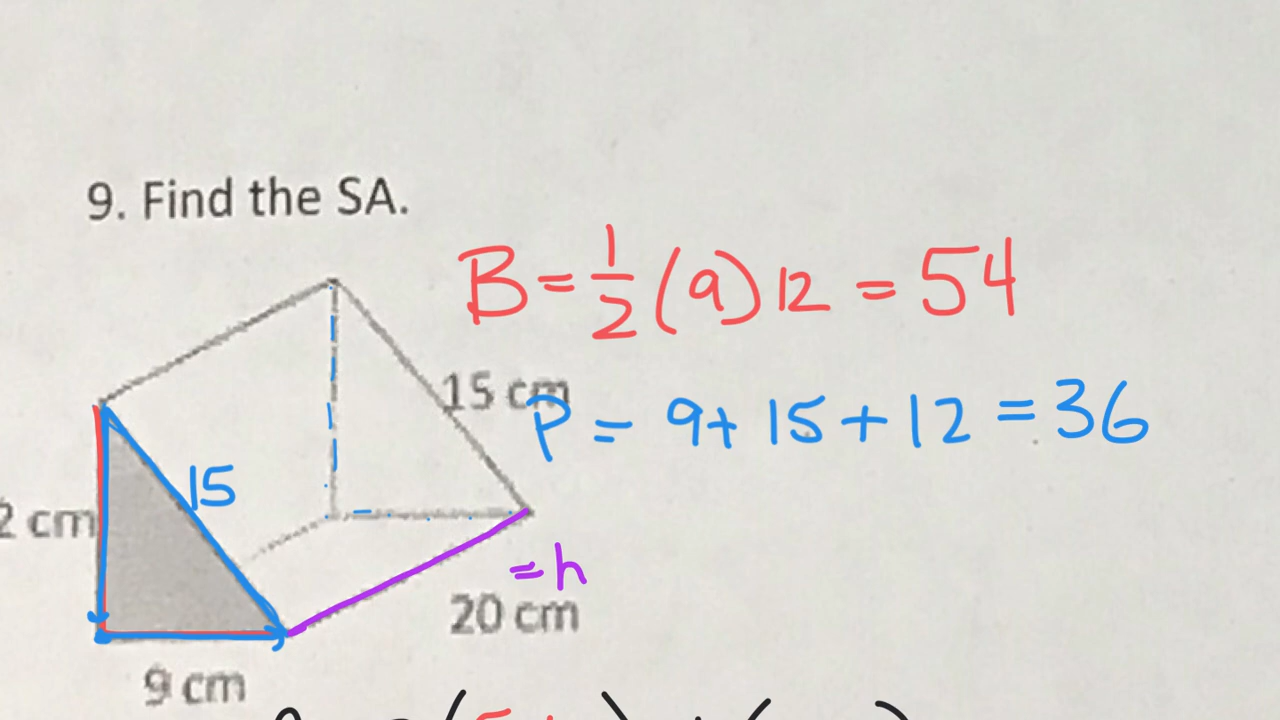 9. Find the SA.
B = 1/2 (9) 12 = 54
15 cm
P = 9 + 15 + 12 = 36
15
2 cm
= h
20 cm
9 cm